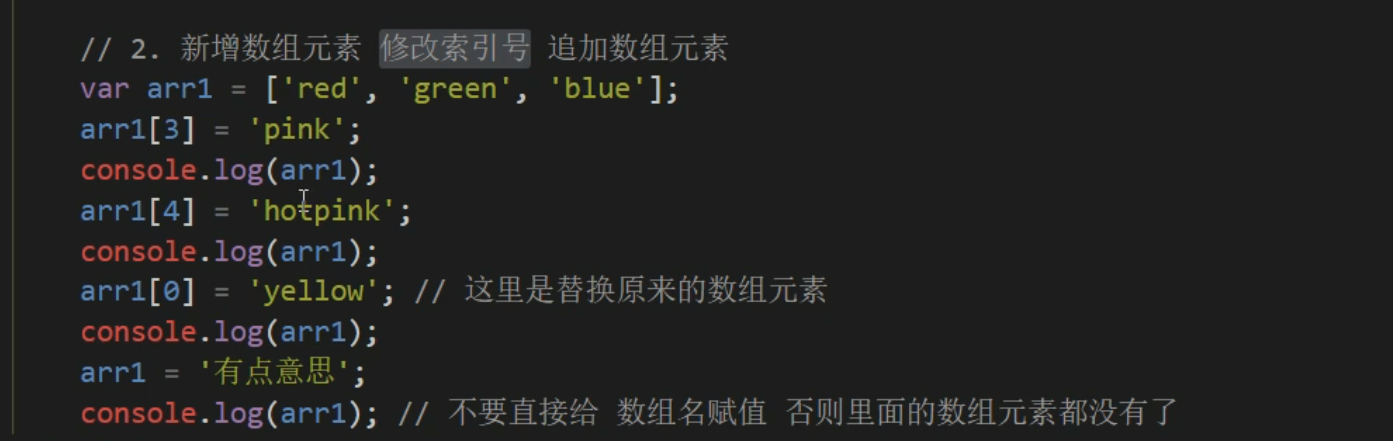 // 2. 新增数组元素 修改索引号 追加数组元素
var arr1 = ['red', 'green', 'blue'];
arr1[3] = 'pink';
console.log(arr1);
arr1[4] = 'hotpink';
console.log(arr1);
arr1[0] = 'yellow'; // 这里是替换原来的数组元素
console.log(arr1);
arr1 = '有点意思';
console.log(arr1); // 不要直接给 数组名赋值 否则里面的数组元素都没有了